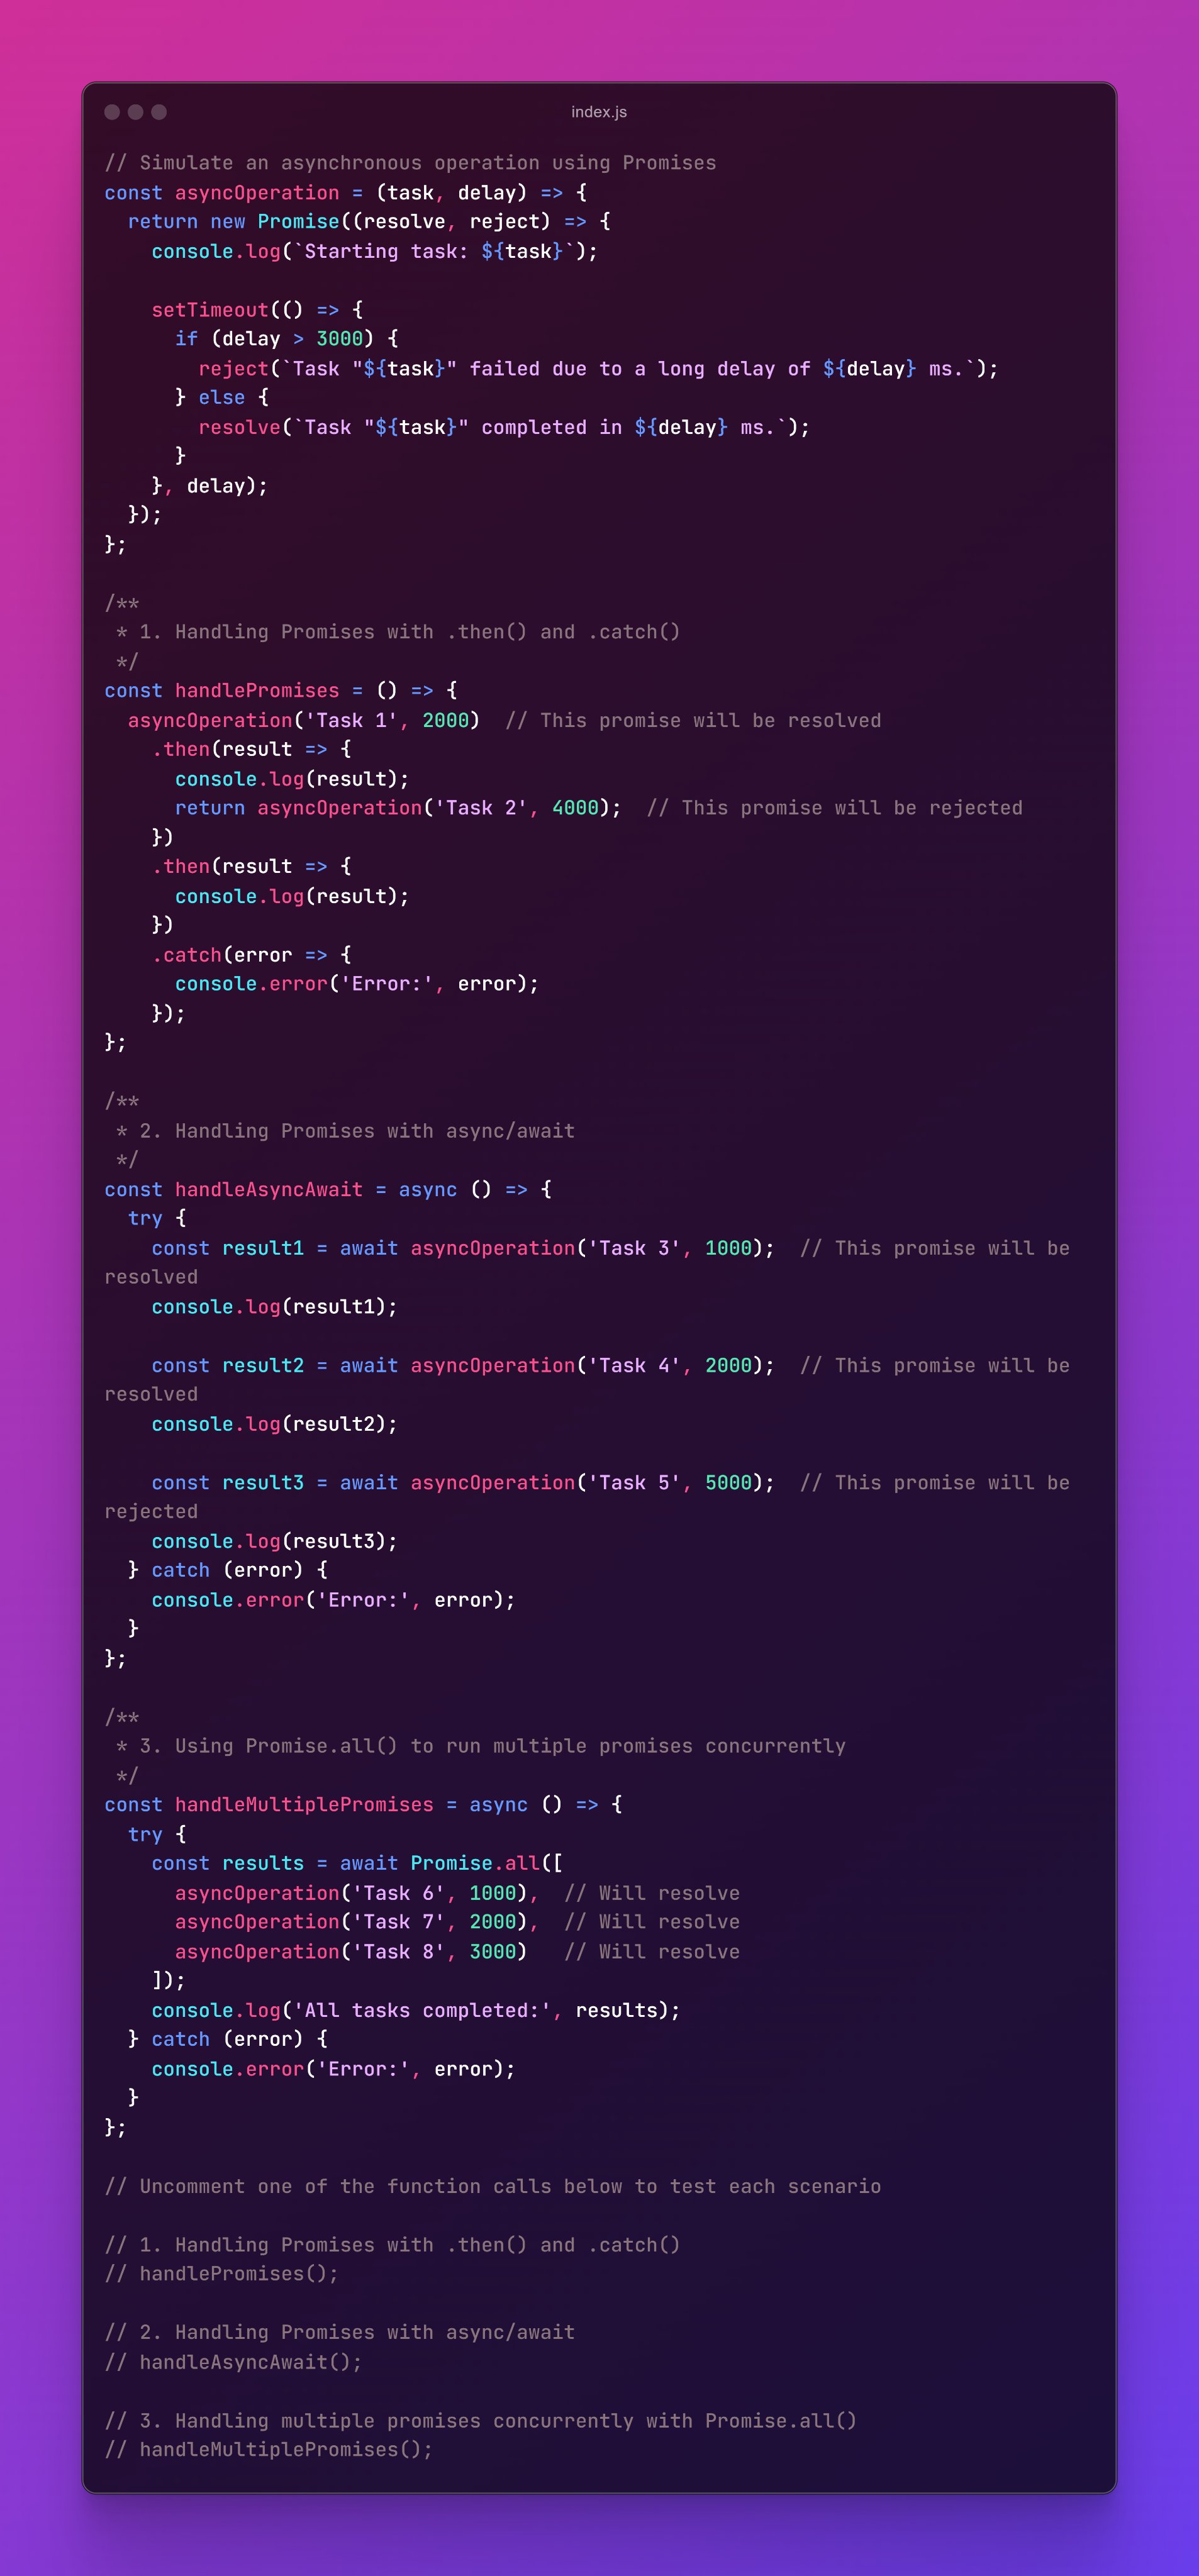 index.js
// Simulate an asynchronous operation using Promises
const asyncOperation = (task, delay) => {
  return new Promise((resolve, reject) => {
    console.log(`Starting task: ${task}`);

    setTimeout(() => {
      if (delay > 3000) {
        reject(`Task "${task}" failed due to a long delay of ${delay} ms.`);
      } else {
        resolve(`Task "${task}" completed in ${delay} ms.`);
      }
    }, delay);
  });
};

/**
 * 1. Handling Promises with .then() and .catch()
 */
const handlePromises = () => {
  asyncOperation('Task 1', 2000)  // This promise will be resolved
    .then(result => {
      console.log(result);
      return asyncOperation('Task 2', 4000);  // This promise will be rejected
    })
    .then(result => {
      console.log(result);
    })
    .catch(error => {
      console.error('Error:', error);
    });
};

/**
 * 2. Handling Promises with async/await
 */
const handleAsyncAwait = async () => {
  try {
    const result1 = await asyncOperation('Task 3', 1000);  // This promise will be
resolved
    console.log(result1);

    const result2 = await asyncOperation('Task 4', 2000);  // This promise will be
resolved
    console.log(result2);

    const result3 = await asyncOperation('Task 5', 5000);  // This promise will be
rejected
    console.log(result3);
  } catch (error) {
    console.error('Error:', error);
  }
};

/**
 * 3. Using Promise.all() to run multiple promises concurrently
 */
const handleMultiplePromises = async () => {
  try {
    const results = await Promise.all([
      asyncOperation('Task 6', 1000),  // Will resolve
      asyncOperation('Task 7', 2000),  // Will resolve
      asyncOperation('Task 8', 3000)   // Will resolve
    ]);
    console.log('All tasks completed:', results);
  } catch (error) {
    console.error('Error:', error);
  }
};

// Uncomment one of the function calls below to test each scenario

// 1. Handling Promises with .then() and .catch()
// handlePromises();

// 2. Handling Promises with async/await
// handleAsyncAwait();

// 3. Handling multiple promises concurrently with Promise.all()
// handleMultiplePromises();